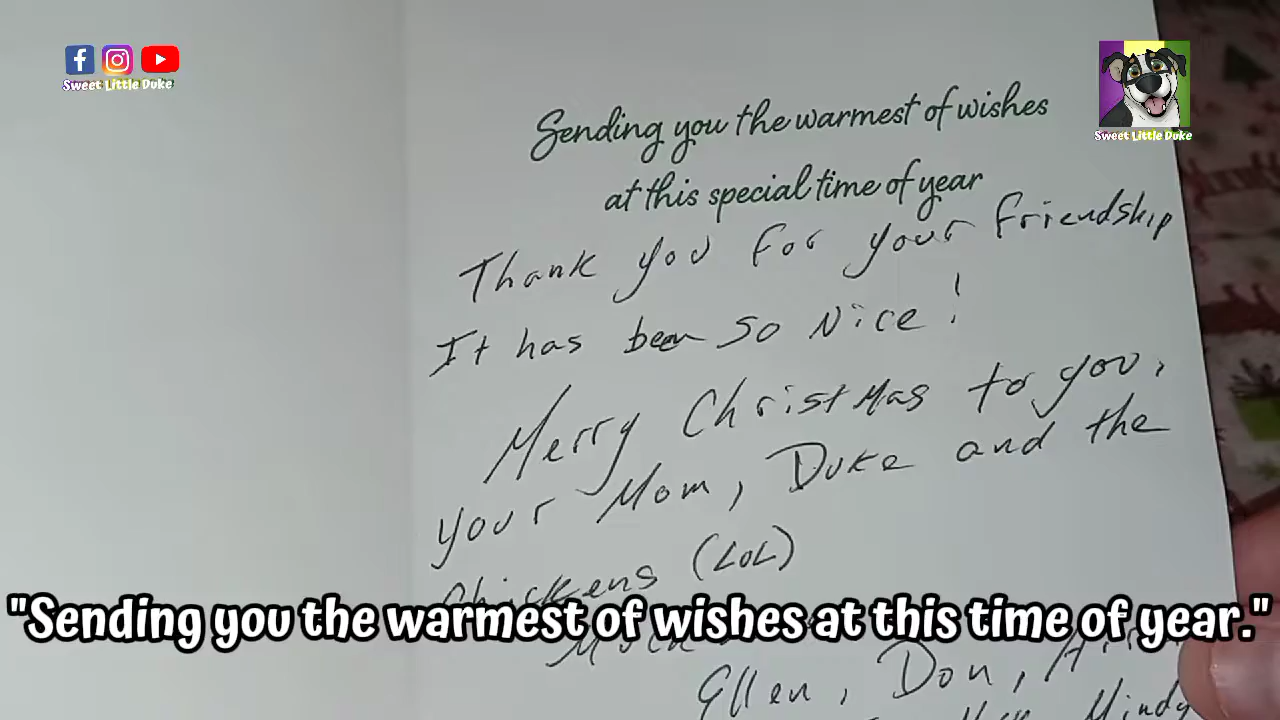 Sweet Little Duke
Sweet Little Duke
Sending you the warmest of wishes
at this special time of year
Thank you for your friendship
It has been so Nice!
Merry Christmas to you,
your Mom, Duke and the
Chickens (LOL)
"Sending you the warmest of wishes at this time of year."
Ellen, Don,
Mindy